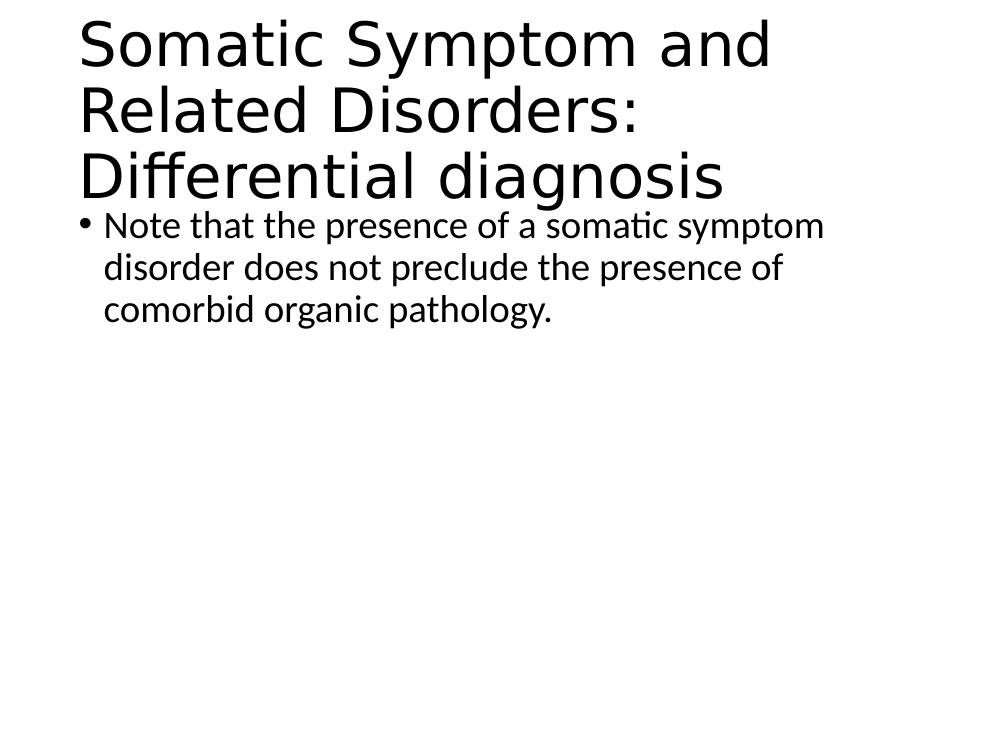 Somatic Symptom and
Related Disorders:
Differential diagnosis
• Note that the presence of a somatic symptom
disorder does not preclude the presence of
comorbid organic pathology.